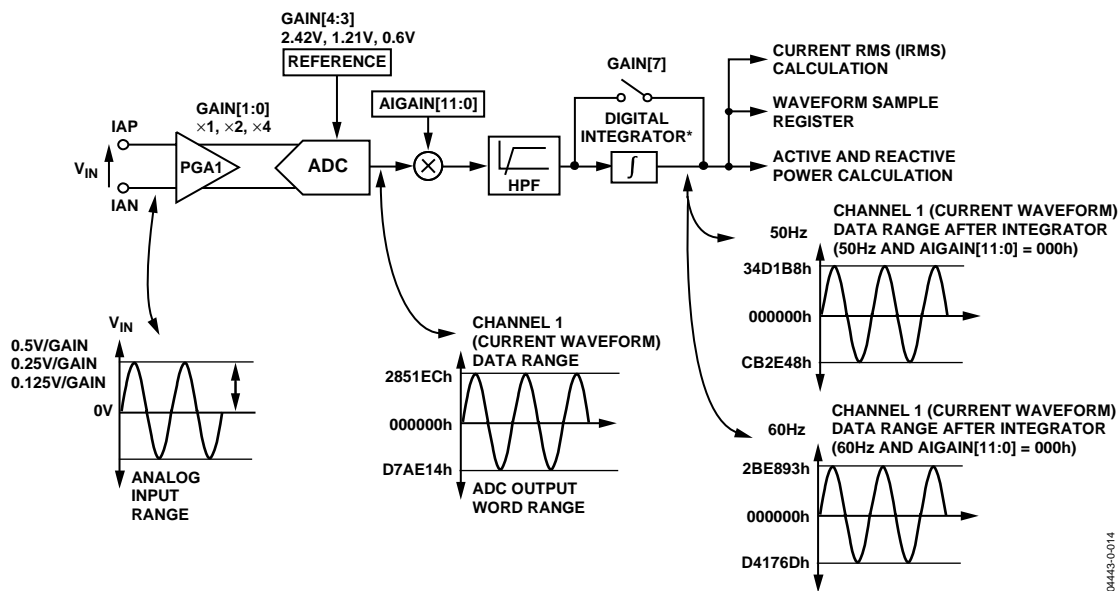 GAIN[4:3]
2.42V, 1.21V, 0.6V
REFERENCE
GAIN[1:0]
×1, ×2, ×4
IAP
VIN
IAN
PGA1
ADC
AIGAIN[11:0]
HPF
GAIN[7]
DIGITAL
INTEGRATOR*
∫
CURRENT RMS (IRMS)
CALCULATION
WAVEFORM SAMPLE
REGISTER
ACTIVE AND REACTIVE
POWER CALCULATION
VIN
0.5V/GAIN
0.25V/GAIN
0.125V/GAIN
0V
ANALOG
INPUT
RANGE
CHANNEL 1
(CURRENT WAVEFORM)
DATA RANGE
2851ECh
000000h
D7AE14h
ADC OUTPUT
WORD RANGE
50Hz
CHANNEL 1 (CURRENT WAVEFORM)
DATA RANGE AFTER INTEGRATOR
(50Hz AND AIGAIN[11:0] = 000h)
34D1B8h
000000h
CB2E48h
60Hz
CHANNEL 1 (CURRENT WAVEFORM)
DATA RANGE AFTER INTEGRATOR
(60Hz AND AIGAIN[11:0] = 000h)
2BE893h
000000h
D4176Dh
04443-0-014